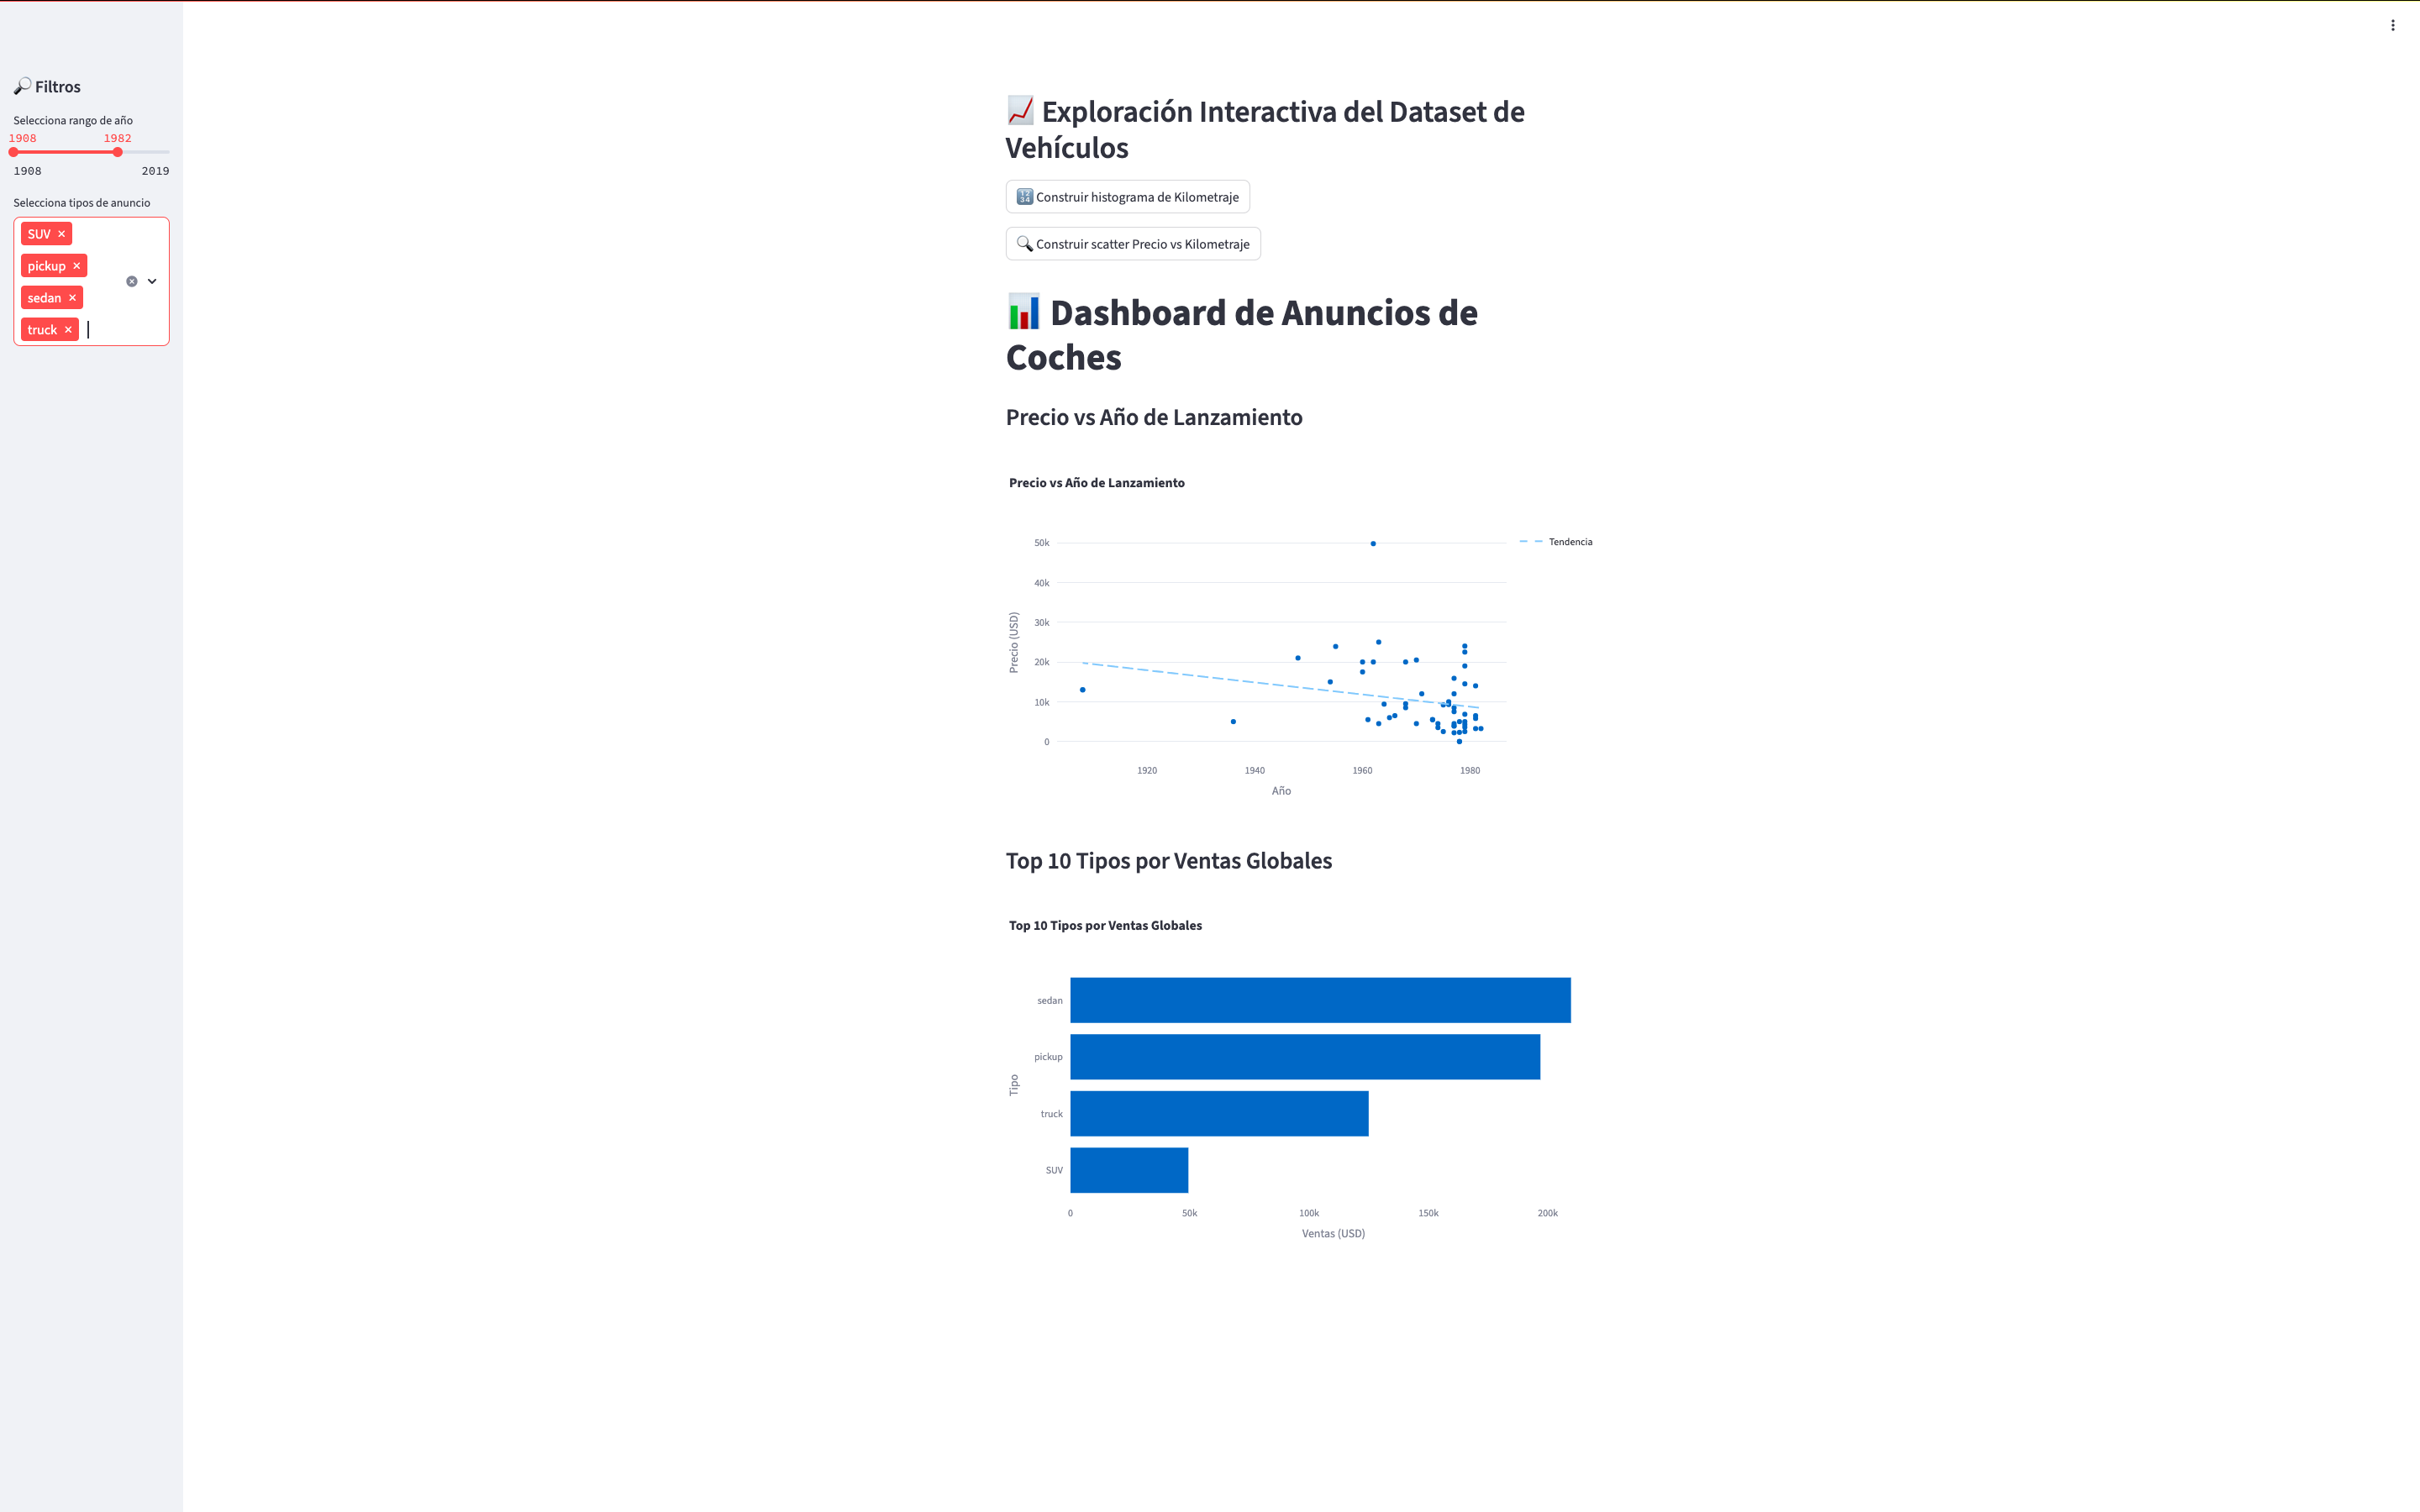 🔎 Filtros
Selecciona rango de año
1908 1982
1908 2019
Selecciona tipos de anuncio
SUV ×
pickup ×
sedan ×
truck ×
📈 Exploración Interactiva del Dataset de
Vehículos
🔢 Construir histograma de Kilometraje
🔍 Construir scatter Precio vs Kilometraje
📊 Dashboard de Anuncios de
Coches
Precio vs Año de Lanzamiento
Precio vs Año de Lanzamiento
50k
40k
30k
20k
10k
0
Precio (USD)
1920 1940 1960 1980
Año
Tendencia
Top 10 Tipos por Ventas Globales
Top 10 Tipos por Ventas Globales
sedan
pickup
truck
SUV
Tipo
0 50k 100k 150k 200k
Ventas (USD)